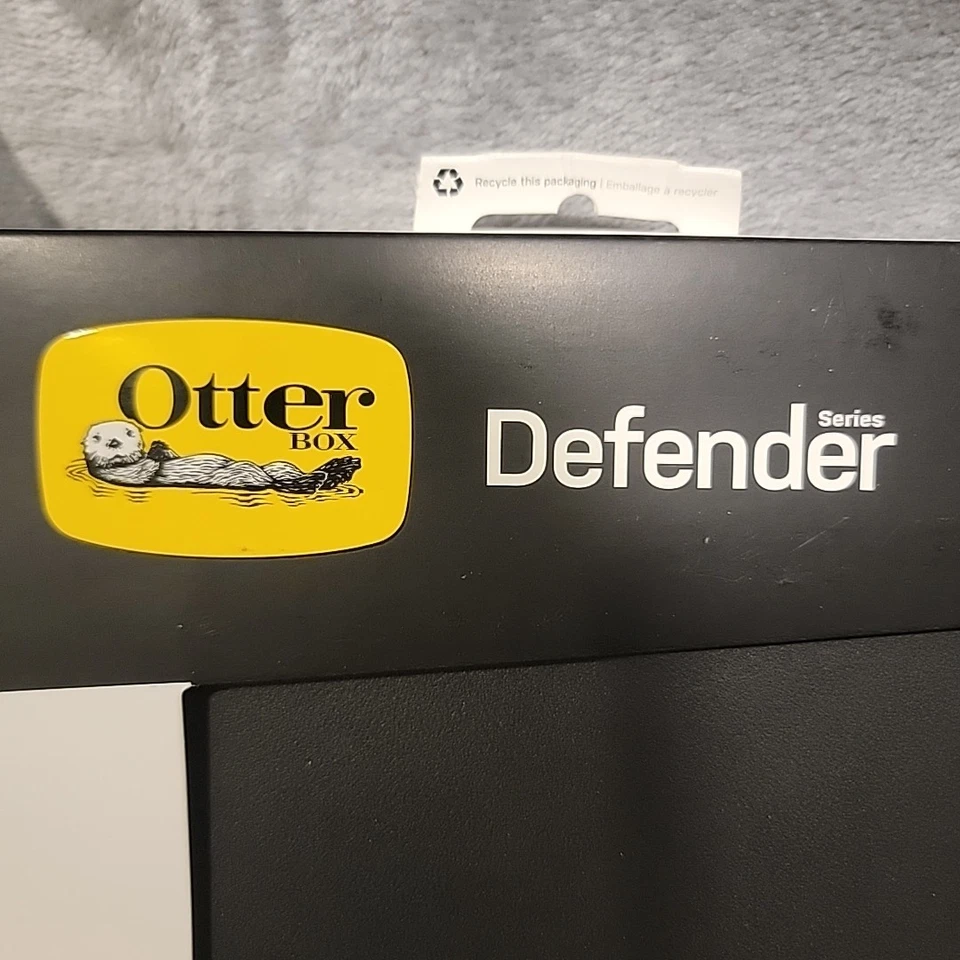 Recycle this packaging | Emballage à recycler
Otter
BOX
Series
Defender